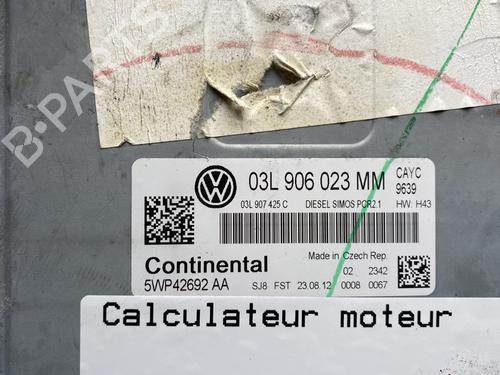 B-PARTS
03L 906 023 MM
CAYC
9639
03L 907 425 C DIESEL SIMOS PCR2.1 HW: H43
Made in Czech Rep.
Continental
02 2342
5WP42692 AA SJ8 FST 23.08.12 0008 0067
Calculateur moteur